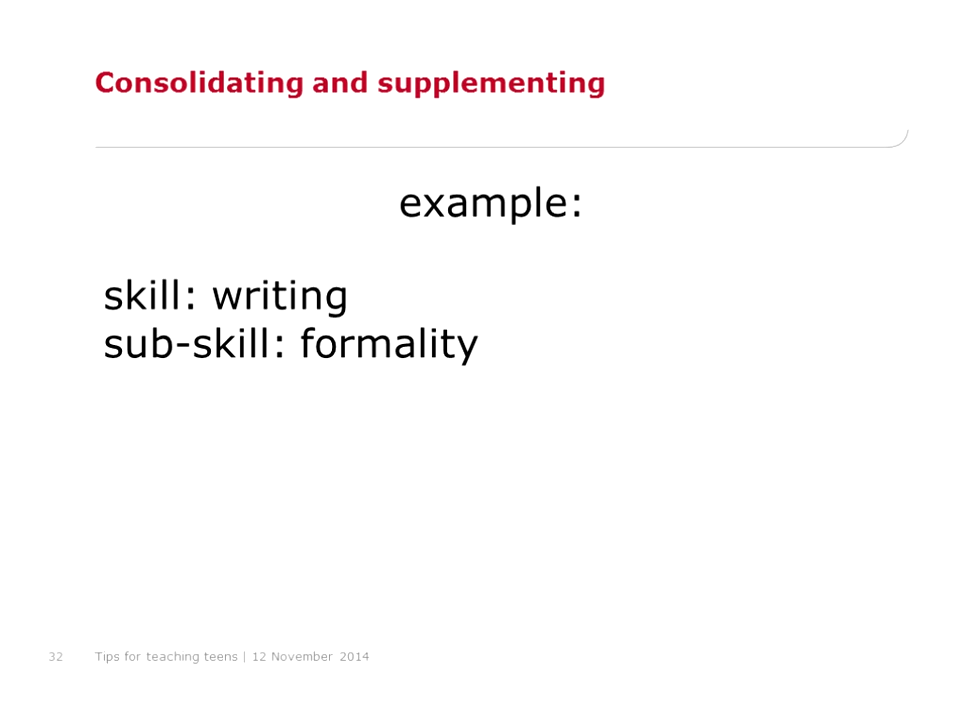 Consolidating and supplementing
example:
skill: writing
sub-skill: formality
32 Tips for teaching teens | 12 November 2014